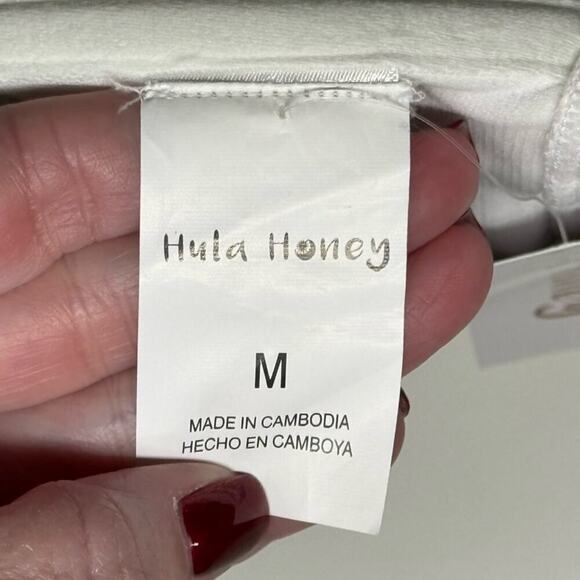 Hula Honey
M
MADE IN CAMBODIA
HECHO EN CAMBOYA